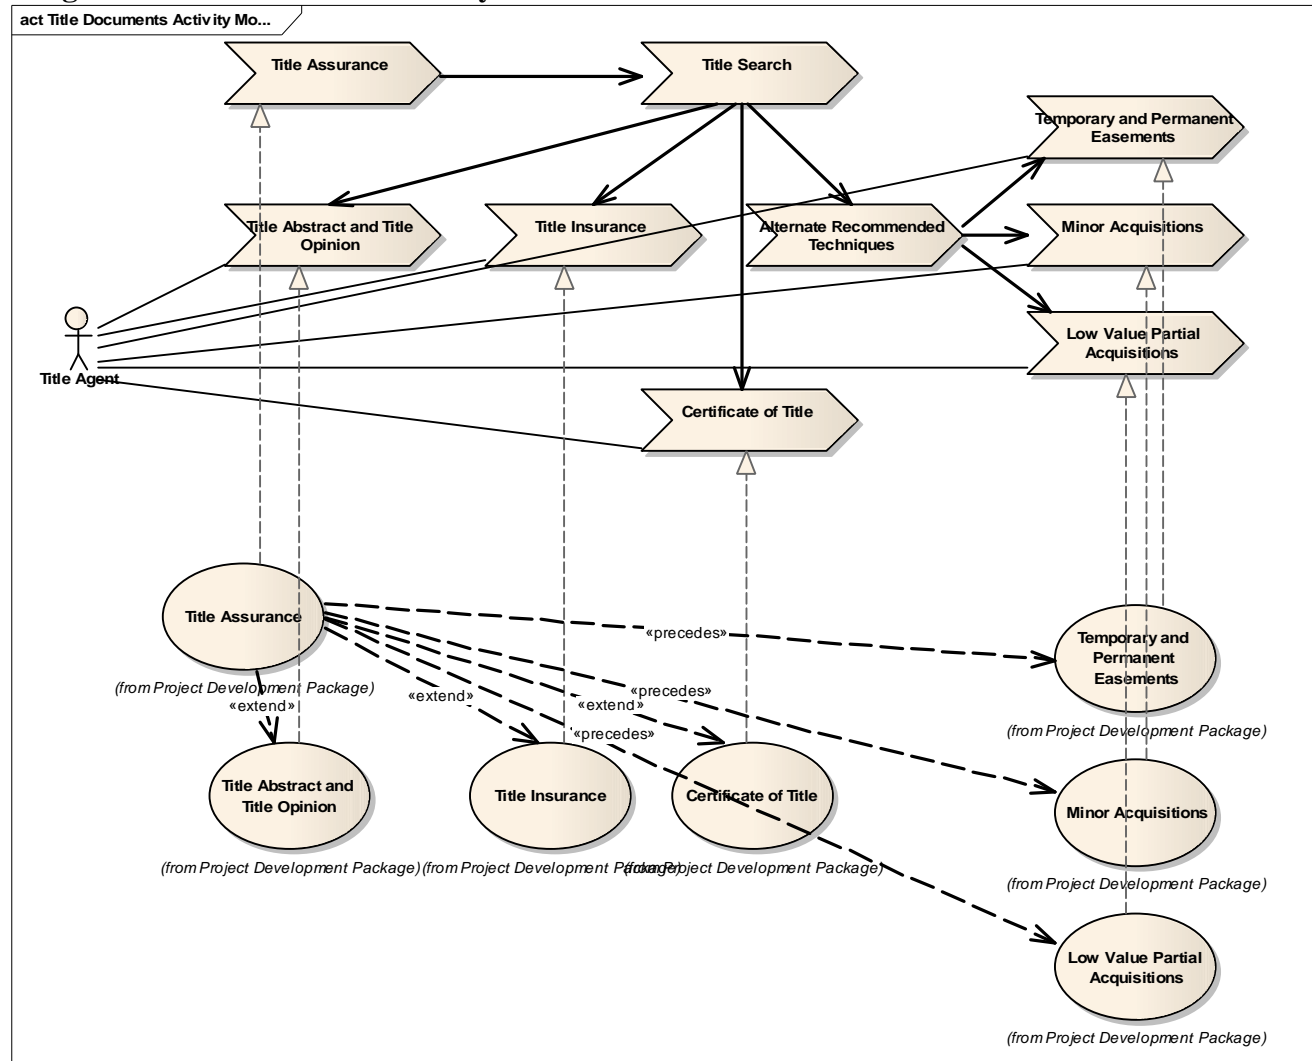 act Title Documents Activity Mo...
Title Assurance
Title Search
Temporary and Permanent
Easements
Title Abstract and Title
Opinion
Title Insurance
Alternate Recommended
Techniques
Minor Acquisitions
Low Value Partial
Acquisitions
Title Agent
Certificate of Title
Title Assurance
(from Project Development Package)
«precedes»
Temporary and
Permanent
Easements
(from Project Development Package)
«extend»
«extend»
«precedes»
«extend»
«precedes»
Title Abstract and
Title Opinion
(from Project Development Package)
Title Insurance
(from Project Development Package)
Certificate of Title
(from Project Development Package)
Minor Acquisitions
(from Project Development Package)
Low Value Partial
Acquisitions
(from Project Development Package)